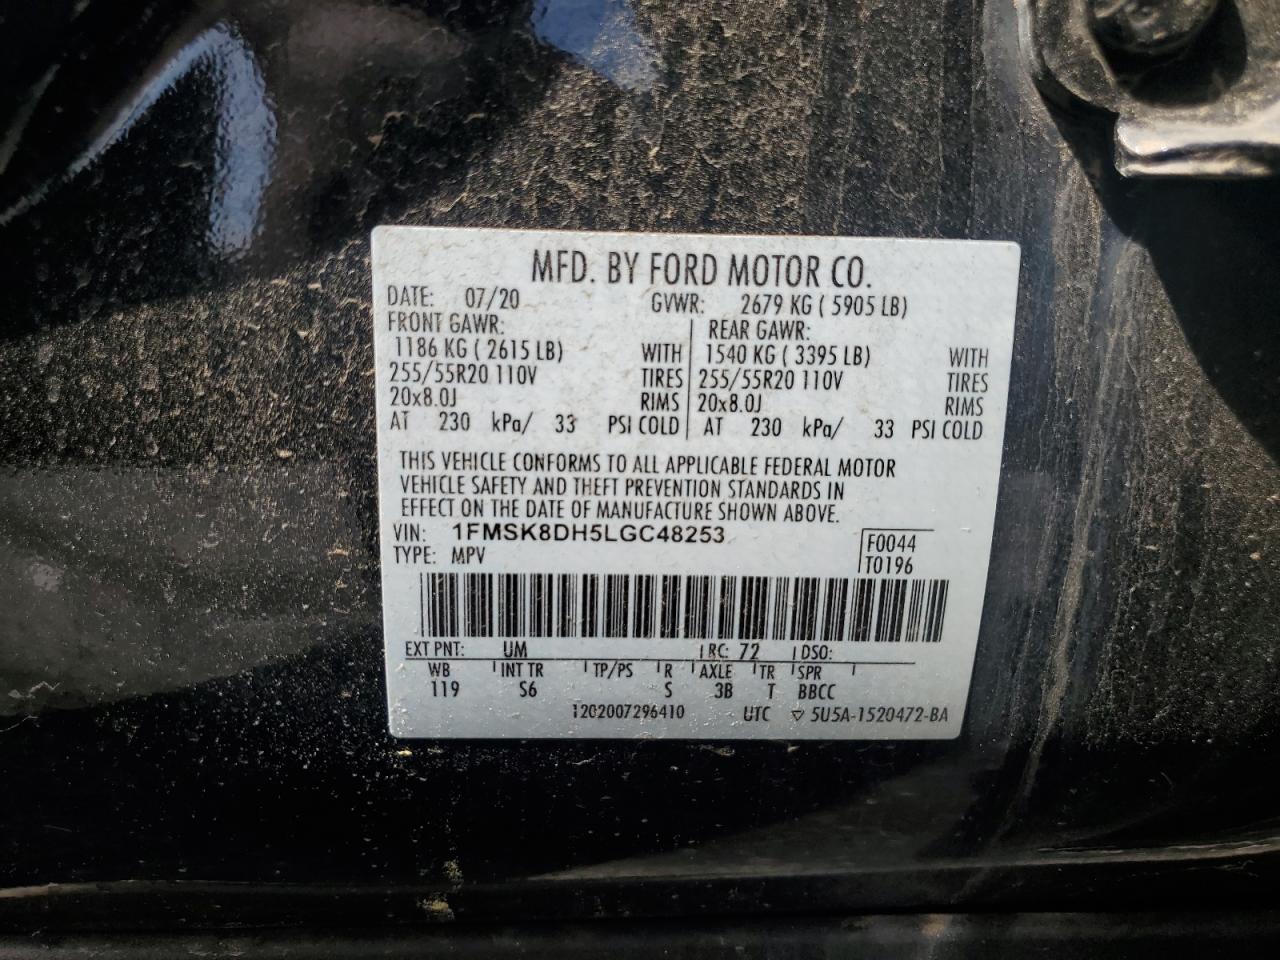 MFD. BY FORD MOTOR CO.
DATE: 07/20 GVWR: 2679 KG ( 5905 LB)
FRONT GAWR: REAR GAWR:
1186 KG ( 2615 LB) WITH 1540 KG ( 3395 LB) WITH
255/55R20 110V TIRES 255/55R20 110V TIRES
20x8.0J RIMS 20x8.0J RIMS
AT 230 kPa/ 33 PSI COLD AT 230 kPa/ 33 PSI COLD
THIS VEHICLE CONFORMS TO ALL APPLICABLE FEDERAL MOTOR
VEHICLE SAFETY AND THEFT PREVENTION STANDARDS IN
EFFECT ON THE DATE OF MANUFACTURE SHOWN ABOVE.
VIN: 1FMSK8DH5LGC48253 F0044
TYPE: MPV T0196
EXT PNT: UM RC: 72 DSO:
WB INT TR TP/PS R AXLE TR SPR
119 S6 S 3B T BBCC
1202007296410 UTC ▽ 5U5A-1520472-BA